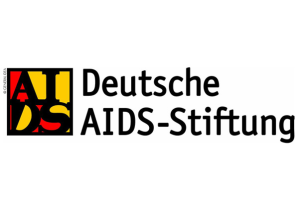 AI
DS
Deutsche
AIDS-Stiftung